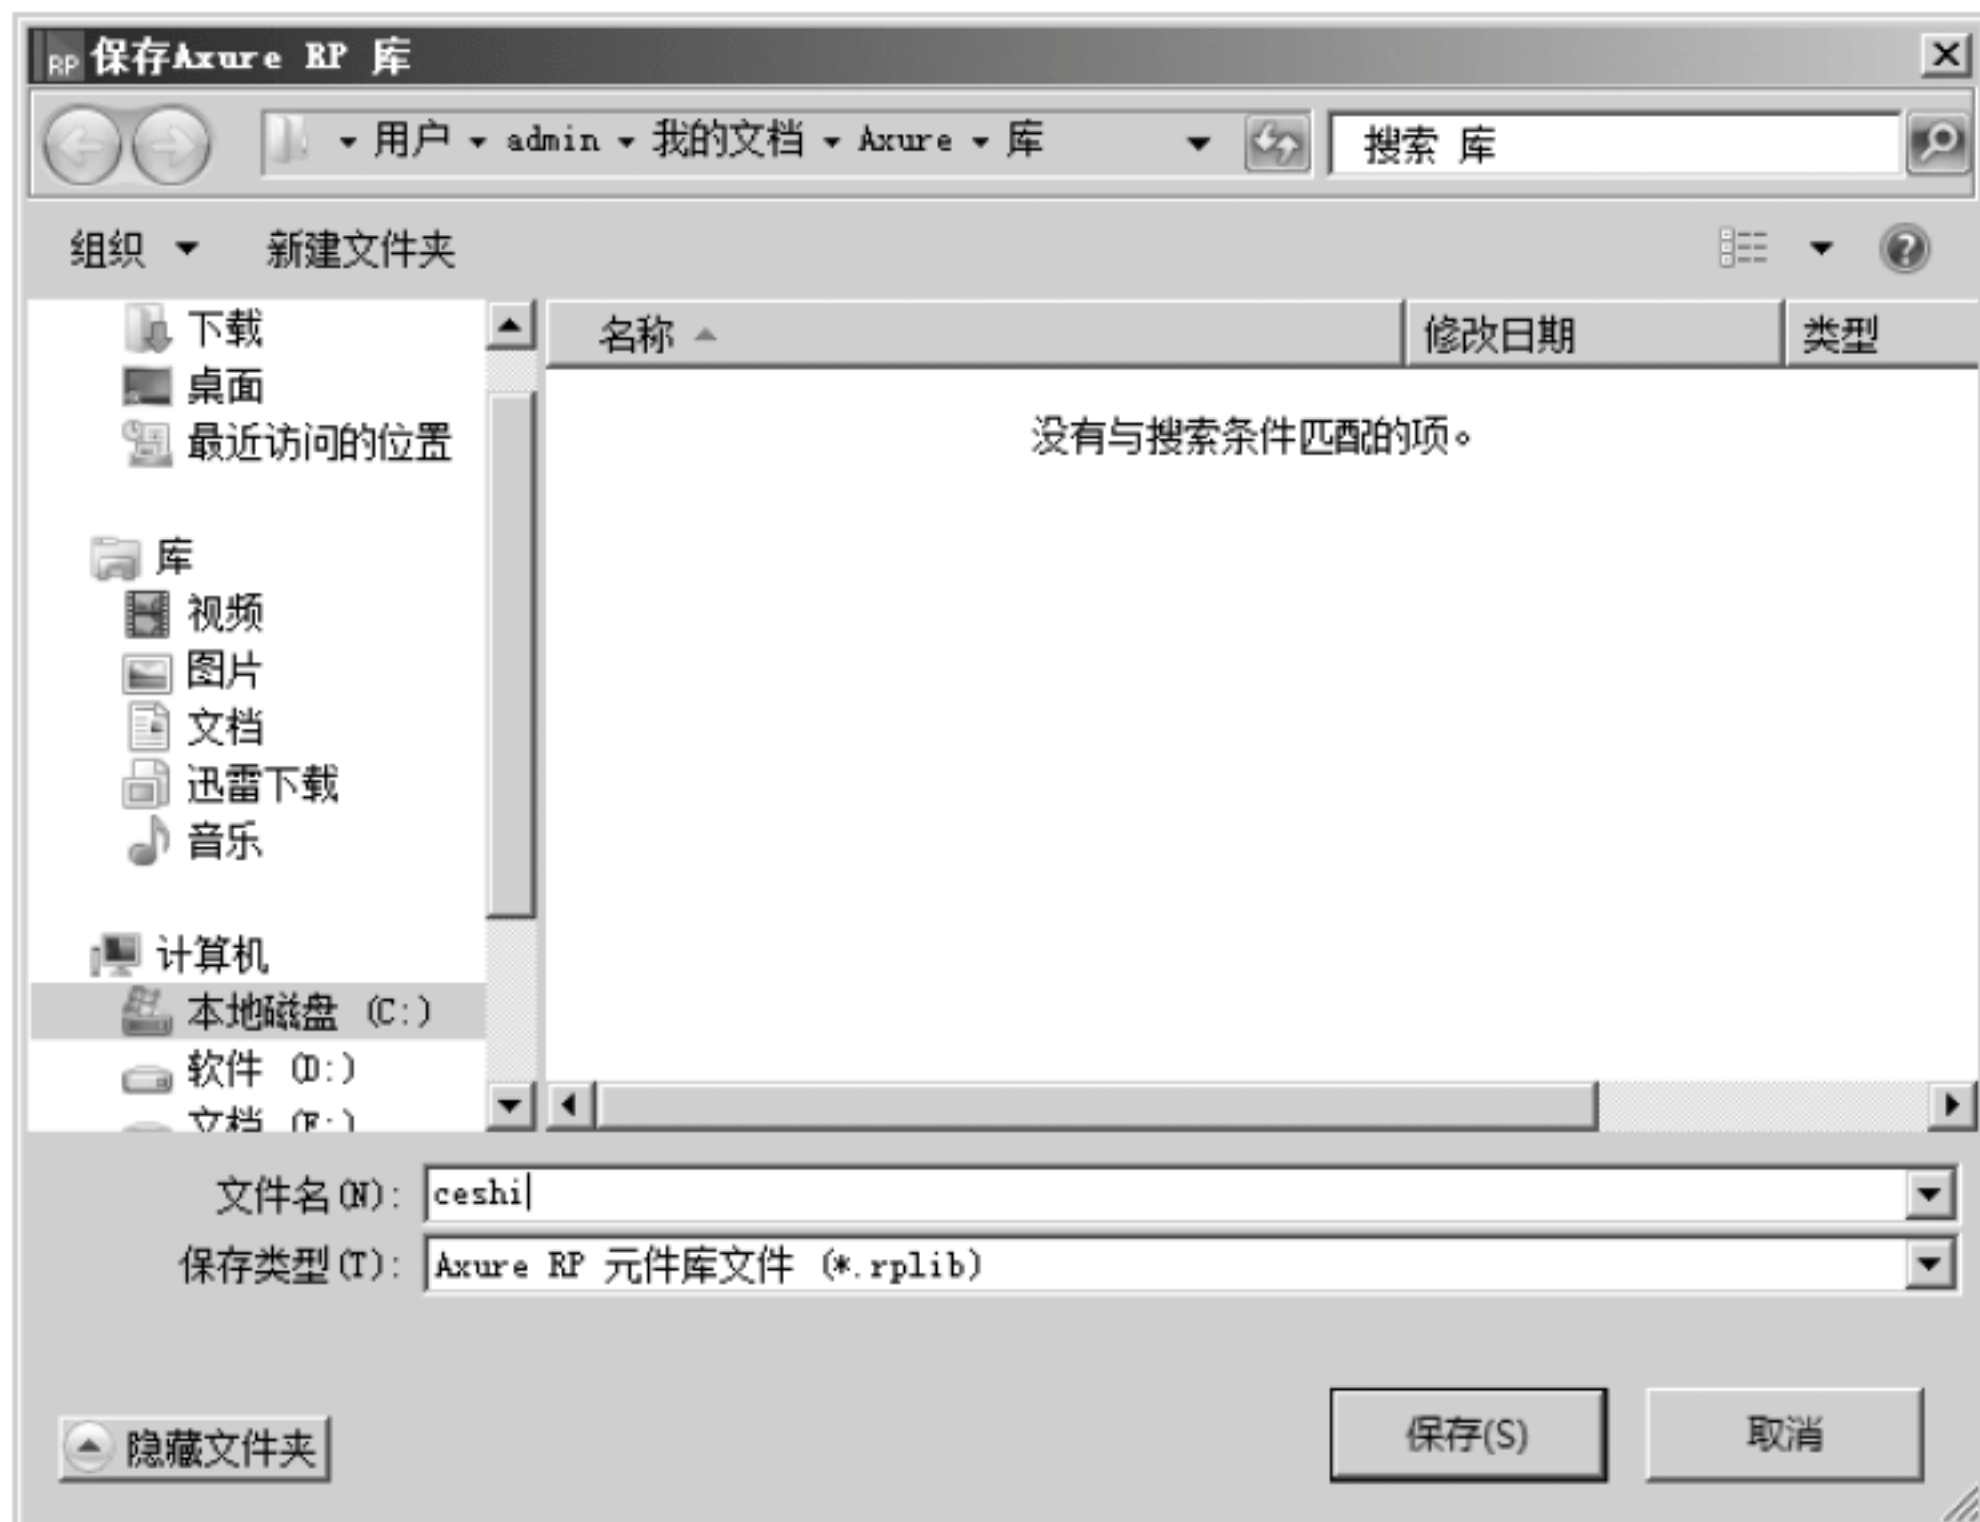 RP 保存Axure RP 库
用户 admin 我的文档 Axure 库
搜索 库
组织 新建文件夹
下载
桌面
最近访问的位置
库
视频
图片
文档
迅雷下载
音乐
计算机
本地磁盘 (C:)
软件 (D:)
文档
名称 修改日期 类型
没有与搜索条件匹配的项。
文件名(N): ceshi
保存类型(T): Axure RP 元件库文件 (*.rplib)
隐藏文件夹
保存(S) 取消